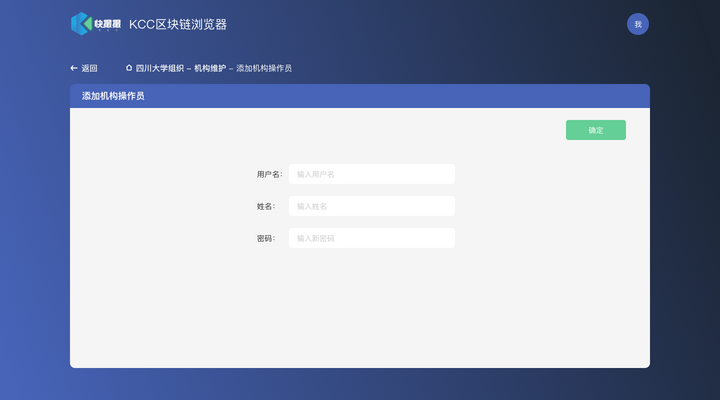 快墨星 KCC区块链浏览器
我
返回
四川大学组织 – 机构维护 – 添加机构操作员
添加机构操作员
确定
用户名: 输入用户名
姓名: 输入姓名
密码: 输入新密码